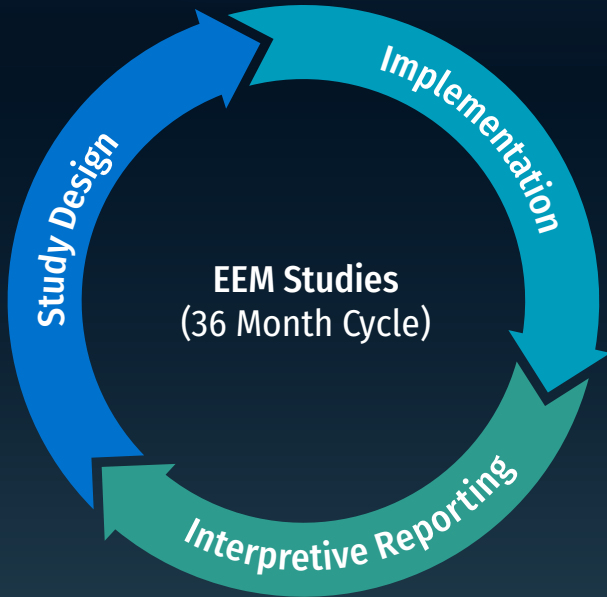 Study Design
Implementation
EEM Studies
(36 Month Cycle)
Interpretive Reporting